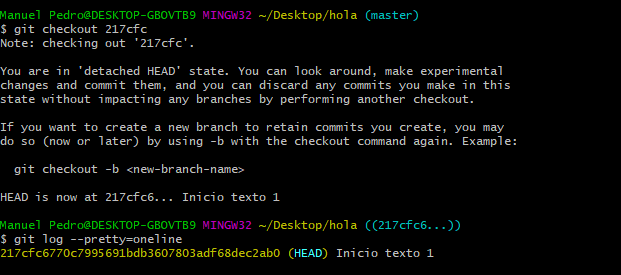 Manuel Pedro@DESKTOP-GBOVTB9 MINGW32 ~/Desktop/hola (master)
$ git checkout 217cfc
Note: checking out '217cfc'.
You are in 'detached HEAD' state. You can look around, make experimental
changes and commit them, and you can discard any commits you make in this
state without impacting any branches by performing another checkout.
If you want to create a new branch to retain commits you create, you may
do so (now or later) by using -b with the checkout command again. Example:
git checkout -b <new-branch-name>
HEAD is now at 217cfc6... Inicio texto 1
Manuel Pedro@DESKTOP-GBOVTB9 MINGW32 ~/Desktop/hola ((217cfc6...))
$ git log --pretty=oneline
217cfc6770c7995691bdb3607803adf68dec2ab0 (HEAD) Inicio texto 1